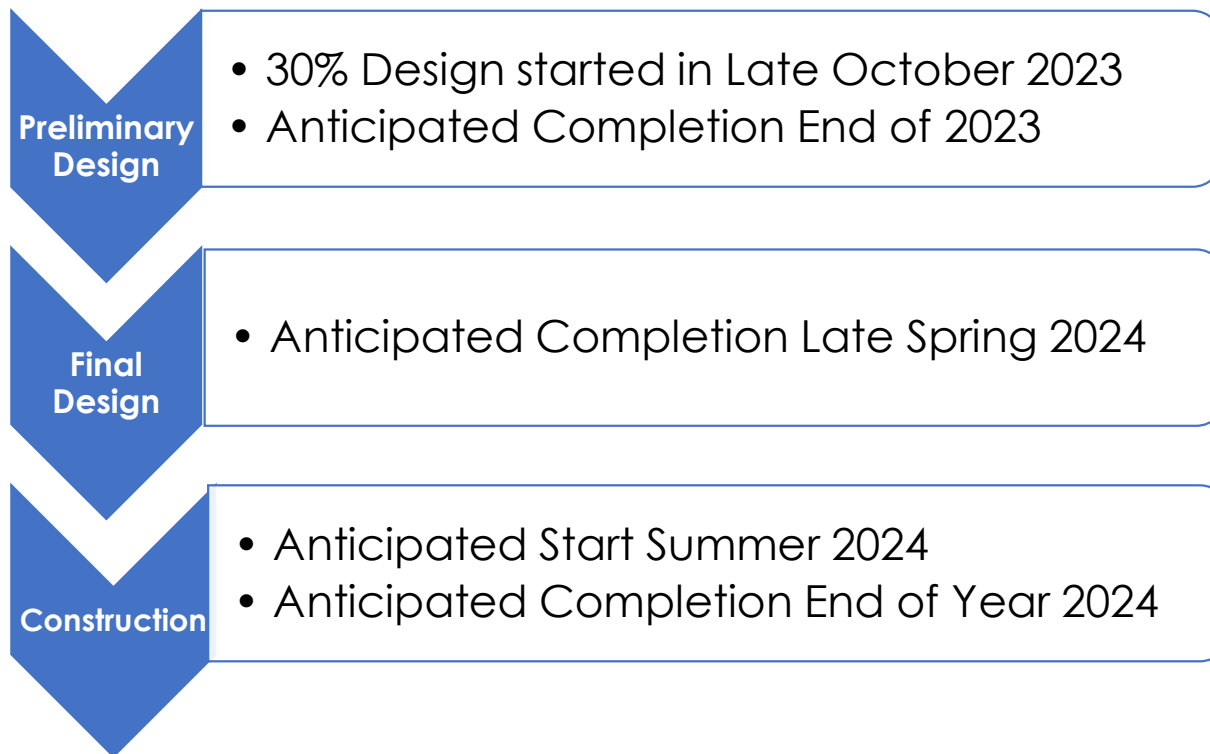 Preliminary
Design
• 30% Design started in Late October 2023
• Anticipated Completion End of 2023
Final
Design
• Anticipated Completion Late Spring 2024
Construction
• Anticipated Start Summer 2024
• Anticipated Completion End of Year 2024